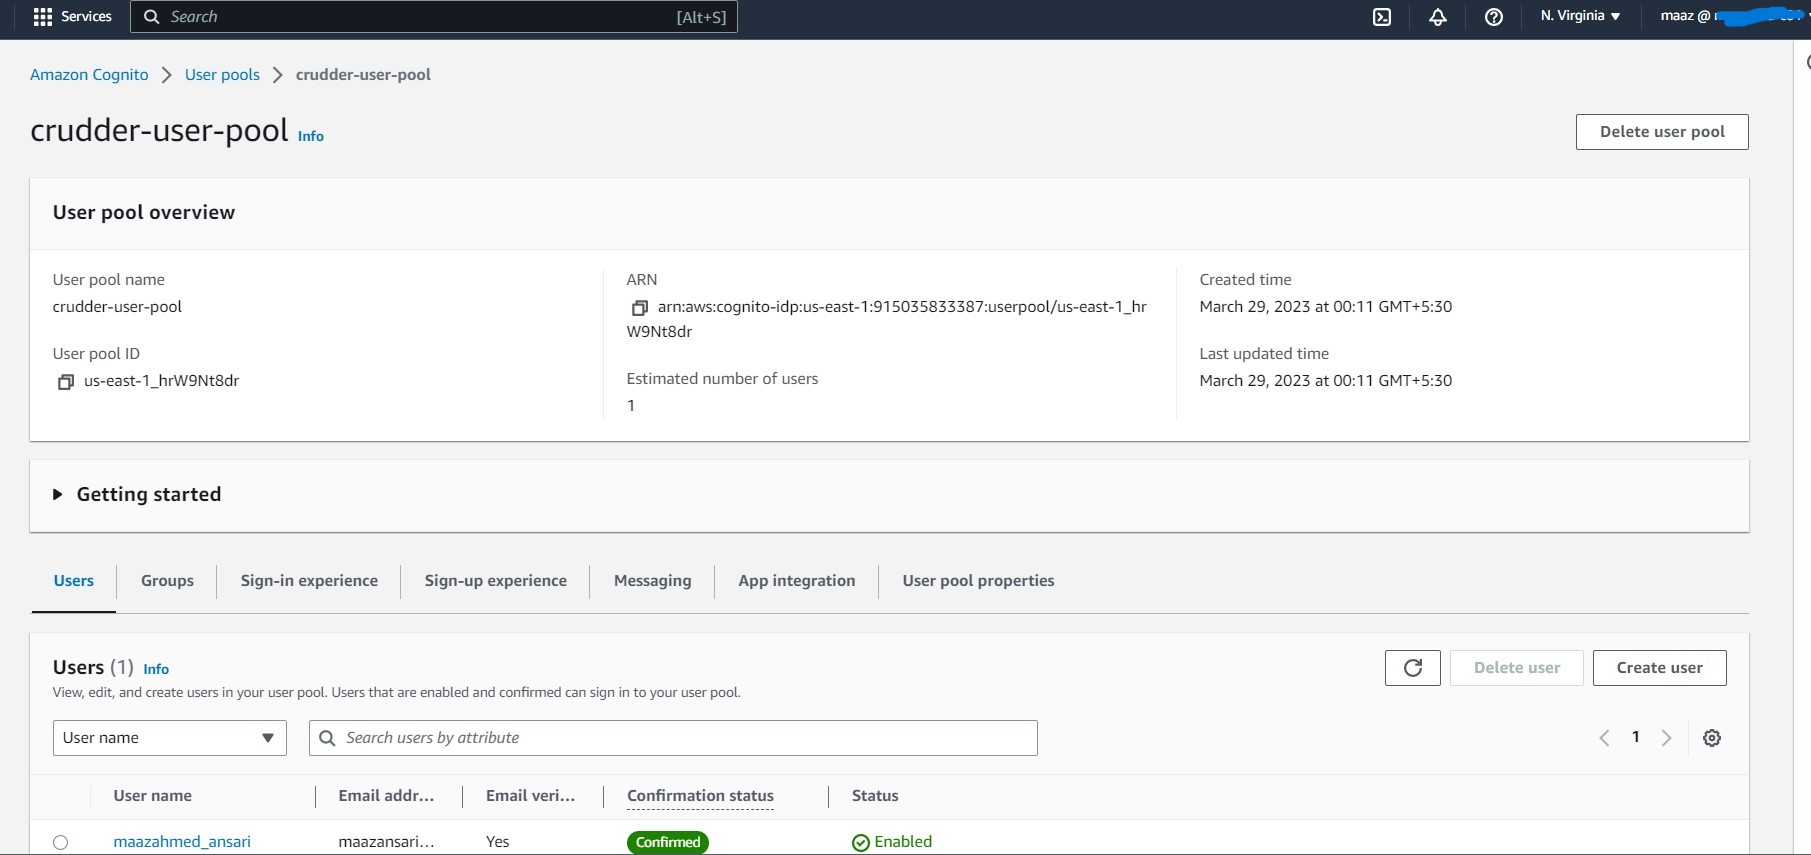 Services
Search [Alt+S]
N. Virginia
maaz @
Amazon Cognito > User pools > crudder-user-pool
crudder-user-pool Info
Delete user pool
User pool overview
User pool name
crudder-user-pool
User pool ID
us-east-1_hrW9Nt8dr
ARN
arn:aws:cognito-idp:us-east-1:915035833387:userpool/us-east-1_hr
W9Nt8dr
Estimated number of users
1
Created time
March 29, 2023 at 00:11 GMT+5:30
Last updated time
March 29, 2023 at 00:11 GMT+5:30
Getting started
Users
Groups
Sign-in experience
Sign-up experience
Messaging
App integration
User pool properties
Users (1) Info
View, edit, and create users in your user pool. Users that are enabled and confirmed can sign in to your user pool.
Delete user
Create user
User name
Search users by attribute
1
User name Email addr... Email veri... Confirmation status Status
maazahmed_ansari maazansari... Yes Confirmed Enabled